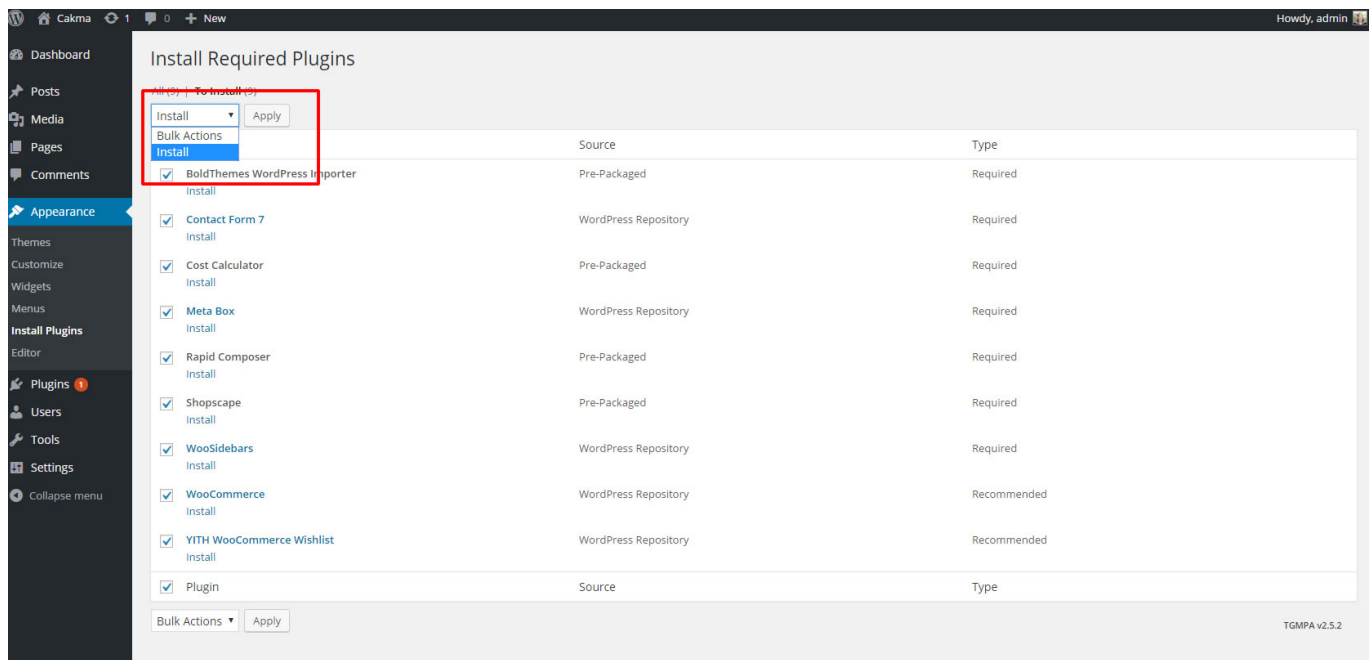 Cakma 1 0 + New Howdy, admin
Dashboard
Posts
Media
Pages
Comments
Appearance
Themes
Customize
Widgets
Menus
Install Plugins
Editor
Plugins 1
Users
Tools
Settings
Collapse menu
Install Required Plugins
All (9) | To Install (9)
Install Apply
Bulk Actions
Install
Source Type
BoldThemes WordPress Importer Pre-Packaged Required
Install
Contact Form 7 WordPress Repository Required
Install
Cost Calculator Pre-Packaged Required
Install
Meta Box WordPress Repository Required
Install
Rapid Composer Pre-Packaged Required
Install
Shopscape Pre-Packaged Required
Install
WooSidebars WordPress Repository Required
Install
WooCommerce WordPress Repository Recommended
Install
YITH WooCommerce Wishlist WordPress Repository Recommended
Install
Plugin Source Type
Bulk Actions Apply
TGMPA v2.5.2